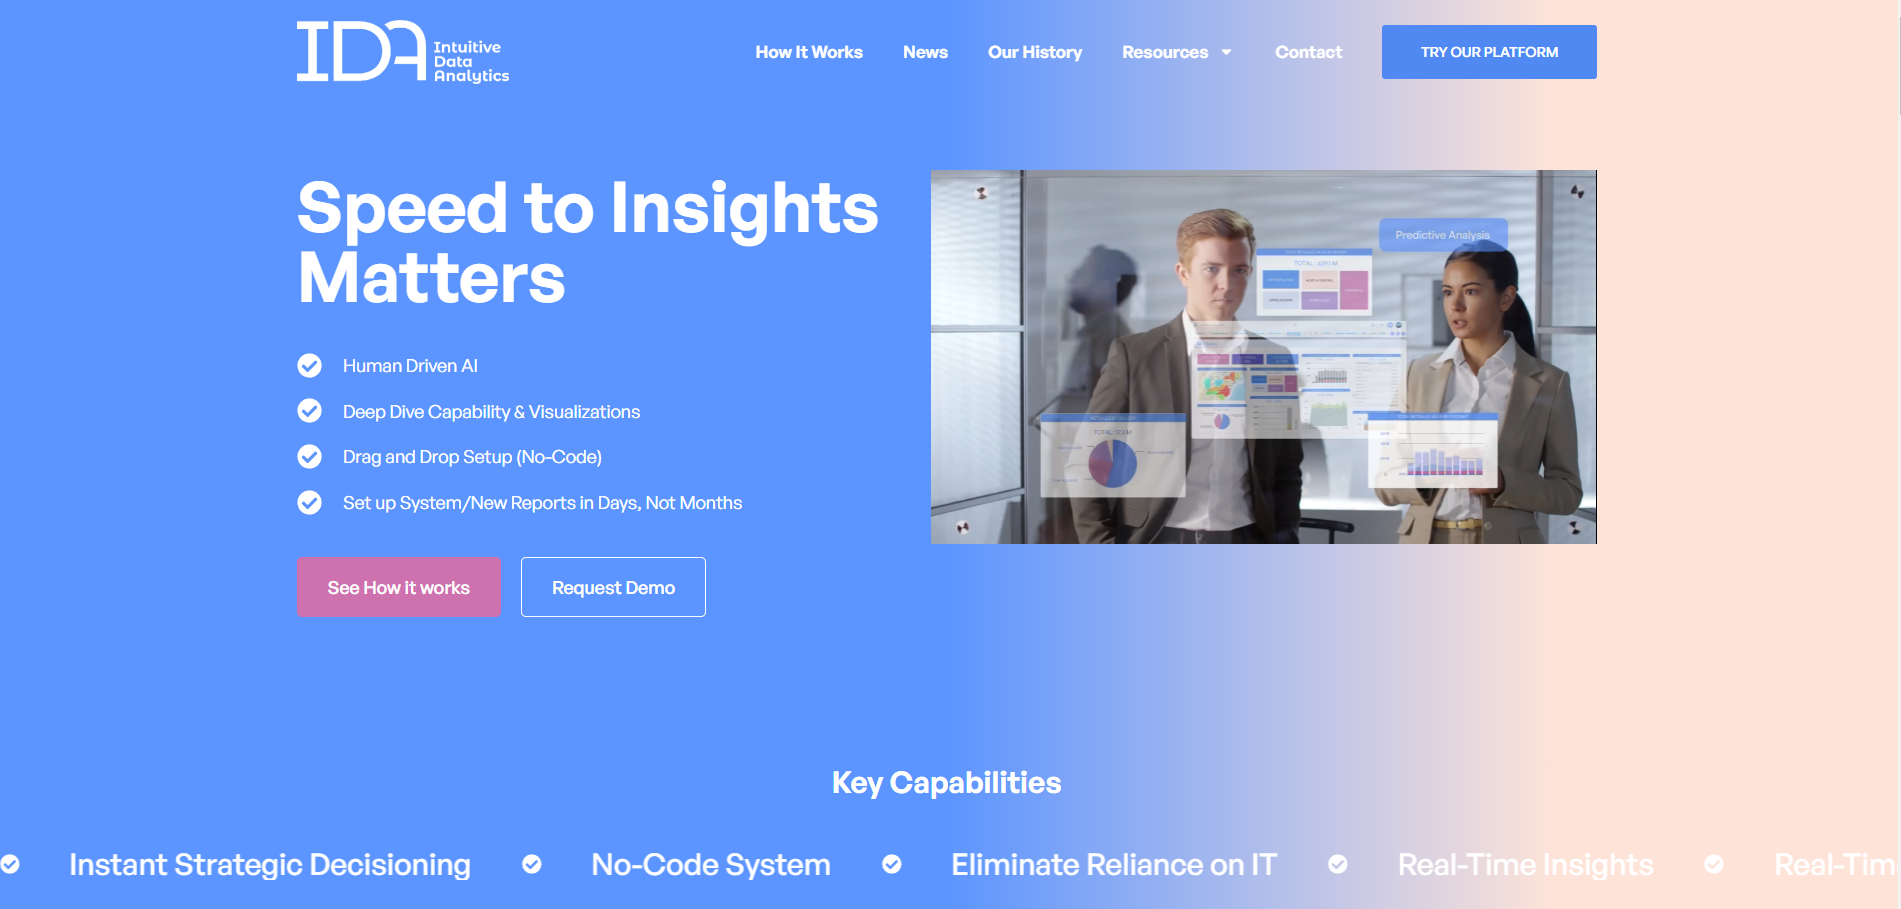 IDA Intuitive
Data
Analytics
How It Works
News
Our History
Resources
Contact
TRY OUR PLATFORM
Speed to Insights
Matters
Human Driven AI
Deep Dive Capability & Visualizations
Drag and Drop Setup (No-Code)
Set up System/New Reports in Days, Not Months
See How it works
Request Demo
Predictive Analysis
Key Capabilities
Instant Strategic Decisioning
No-Code System
Eliminate Reliance on IT
Real-Time Insights
Real-Tim